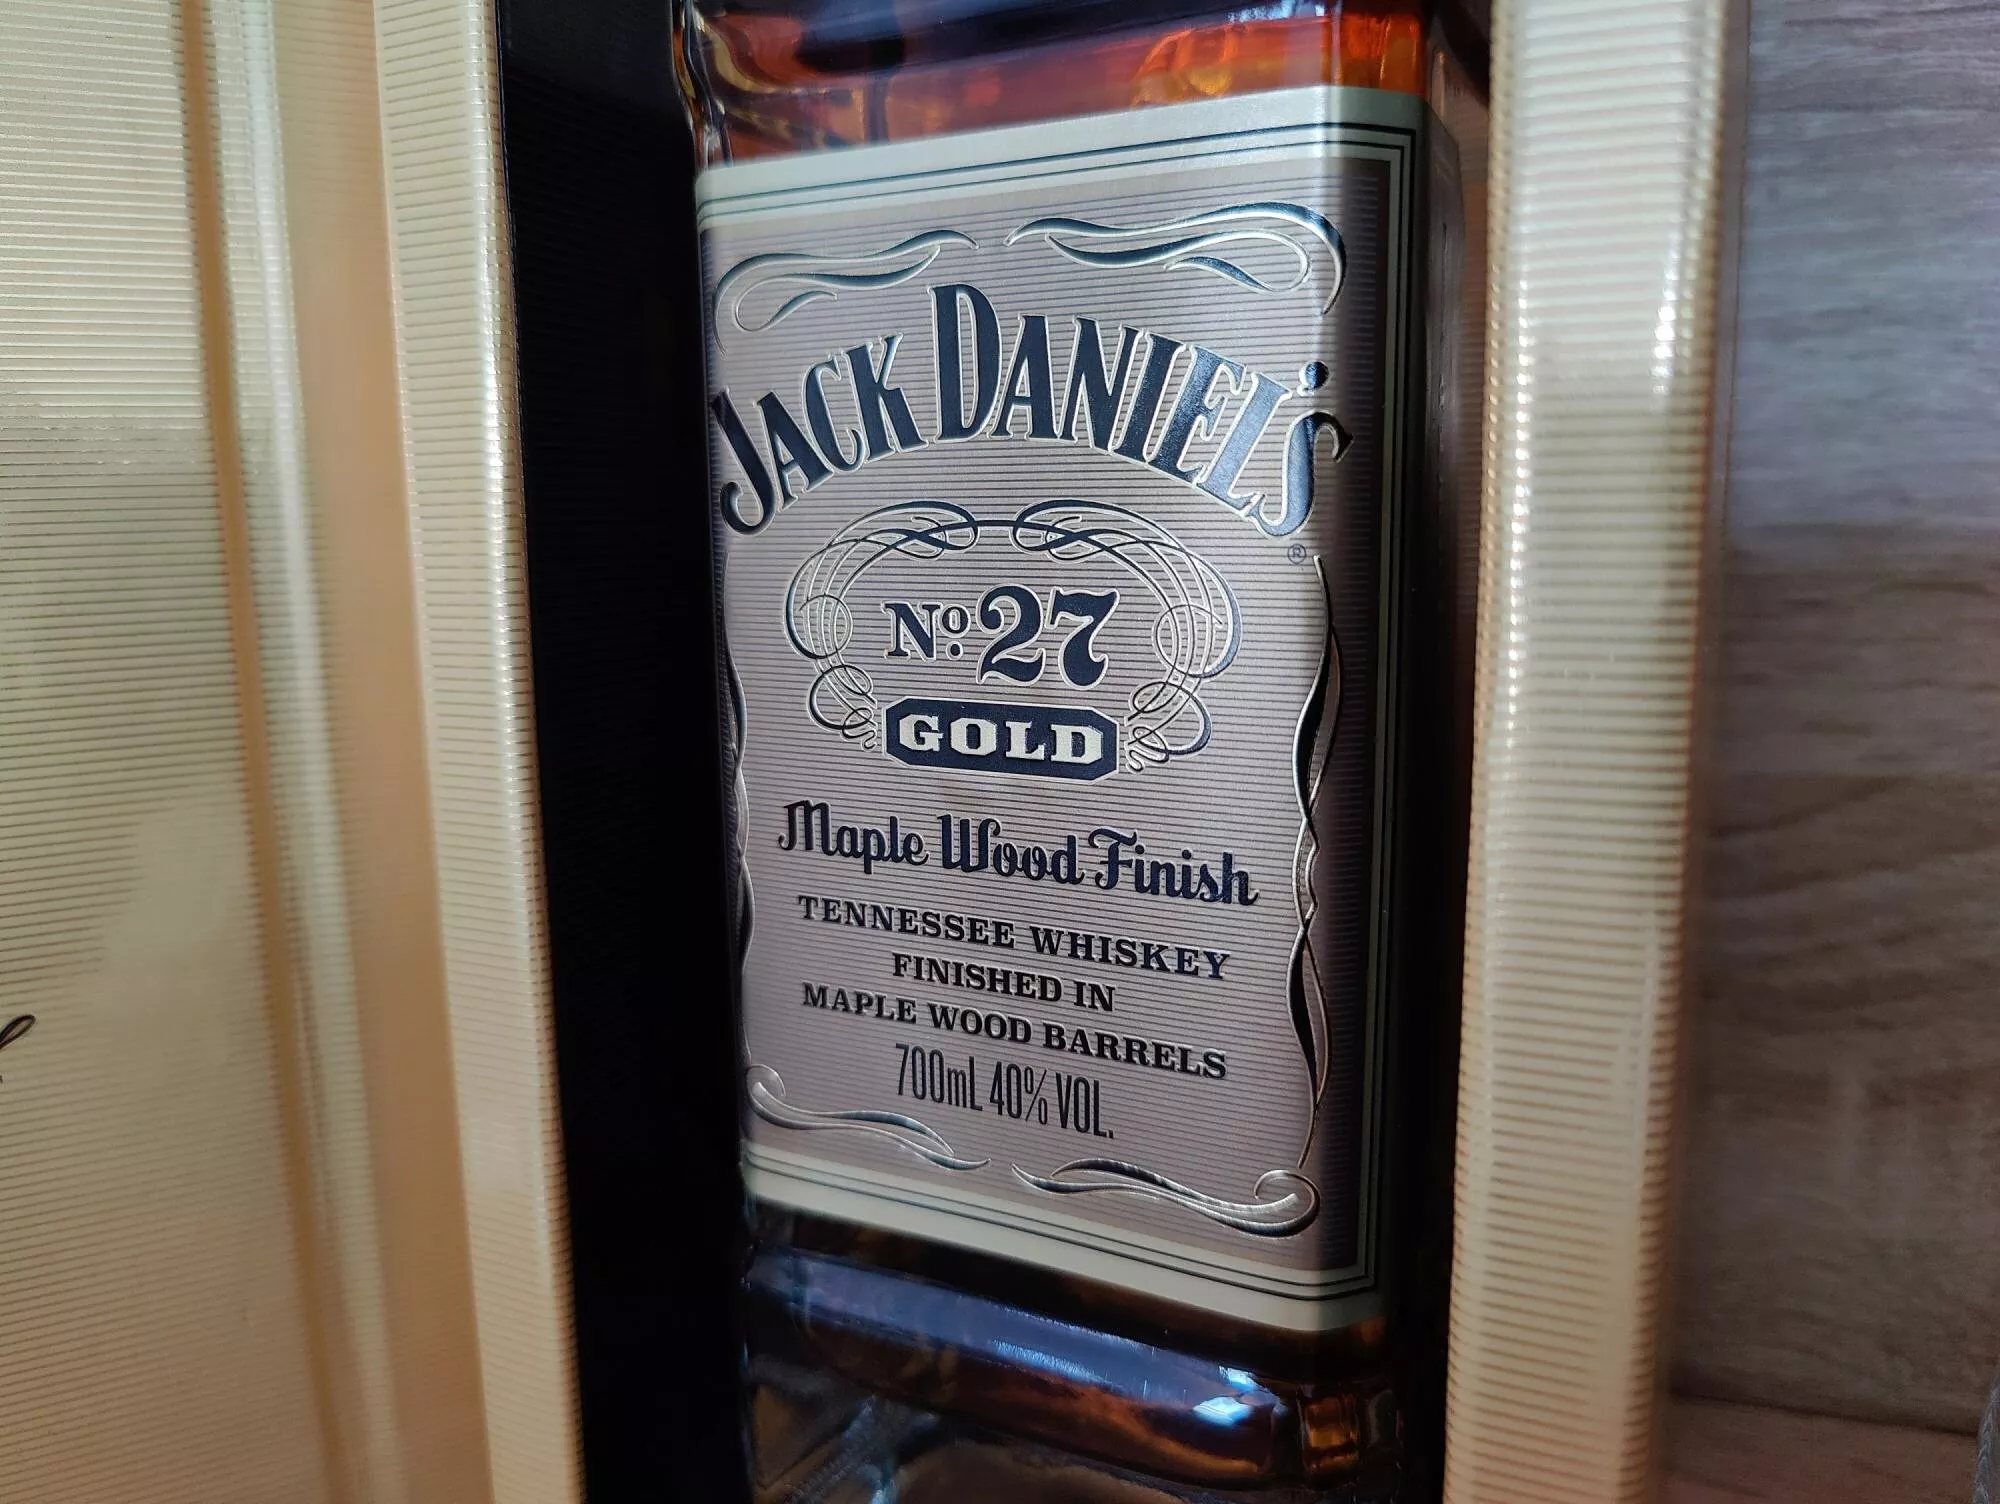 JACK DANIEL'S
®
Nº 27
GOLD
Maple Wood Finish
TENNESSEE WHISKEY
FINISHED IN
MAPLE WOOD BARRELS
700mL 40% VOL.